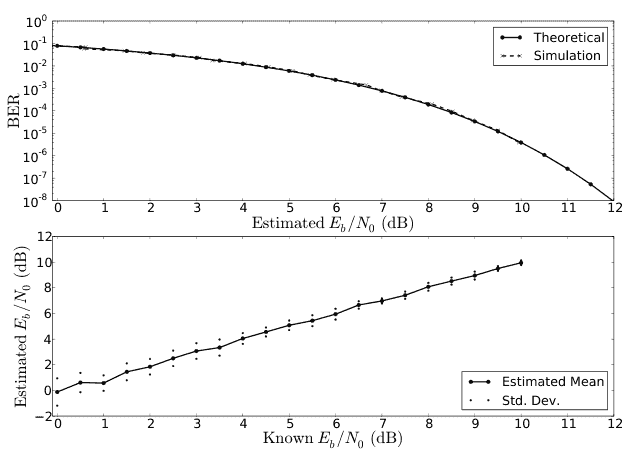 10^0
10^-1
10^-2
10^-3
10^-4
10^-5
10^-6
10^-7
10^-8
BER
Theoretical
Simulation
0 1 2 3 4 5 6 7 8 9 10 11 12
Estimated E_b/N_0 (dB)
12
10
8
6
4
2
0
−2
Estimated E_b/N_0 (dB)
Estimated Mean
Std. Dev.
0 1 2 3 4 5 6 7 8 9 10 11 12
Known E_b/N_0 (dB)